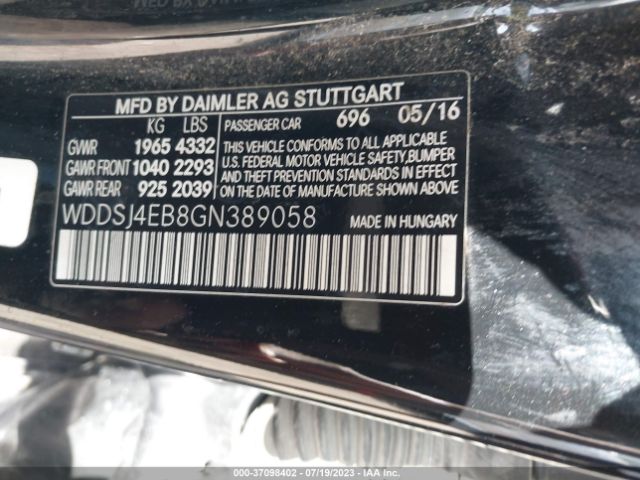 MFD BY DAIMLER AG STUTTGART
KG LBS
GVWR 1965 4332
GAWR FRONT 1040 2293
GAWR REAR 925 2039
PASSENGER CAR 696 05/16
THIS VEHICLE CONFORMS TO ALL APPLICABLE
U.S. FEDERAL MOTOR VEHICLE SAFETY,BUMPER
AND THEFT PREVENTION STANDARDS IN EFFECT
ON THE DATE OF MANUFACTURE SHOWN ABOVE.
WDDSJ4EB8GN389058
MADE IN HUNGARY
000-37098402 - 07/19/2023 - IAA Inc.